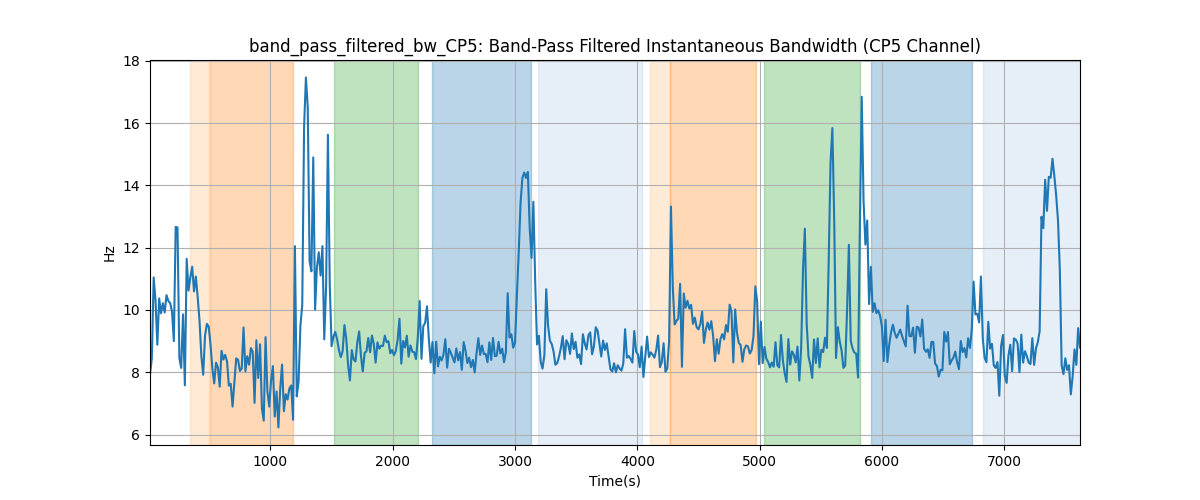 band_pass_filtered_bw_CP5: Band-Pass Filtered Instantaneous Bandwidth (CP5 Channel)
18
16
14
12
10
8
6
Hz
1000 2000 3000 4000 5000 6000 7000
Time(s)